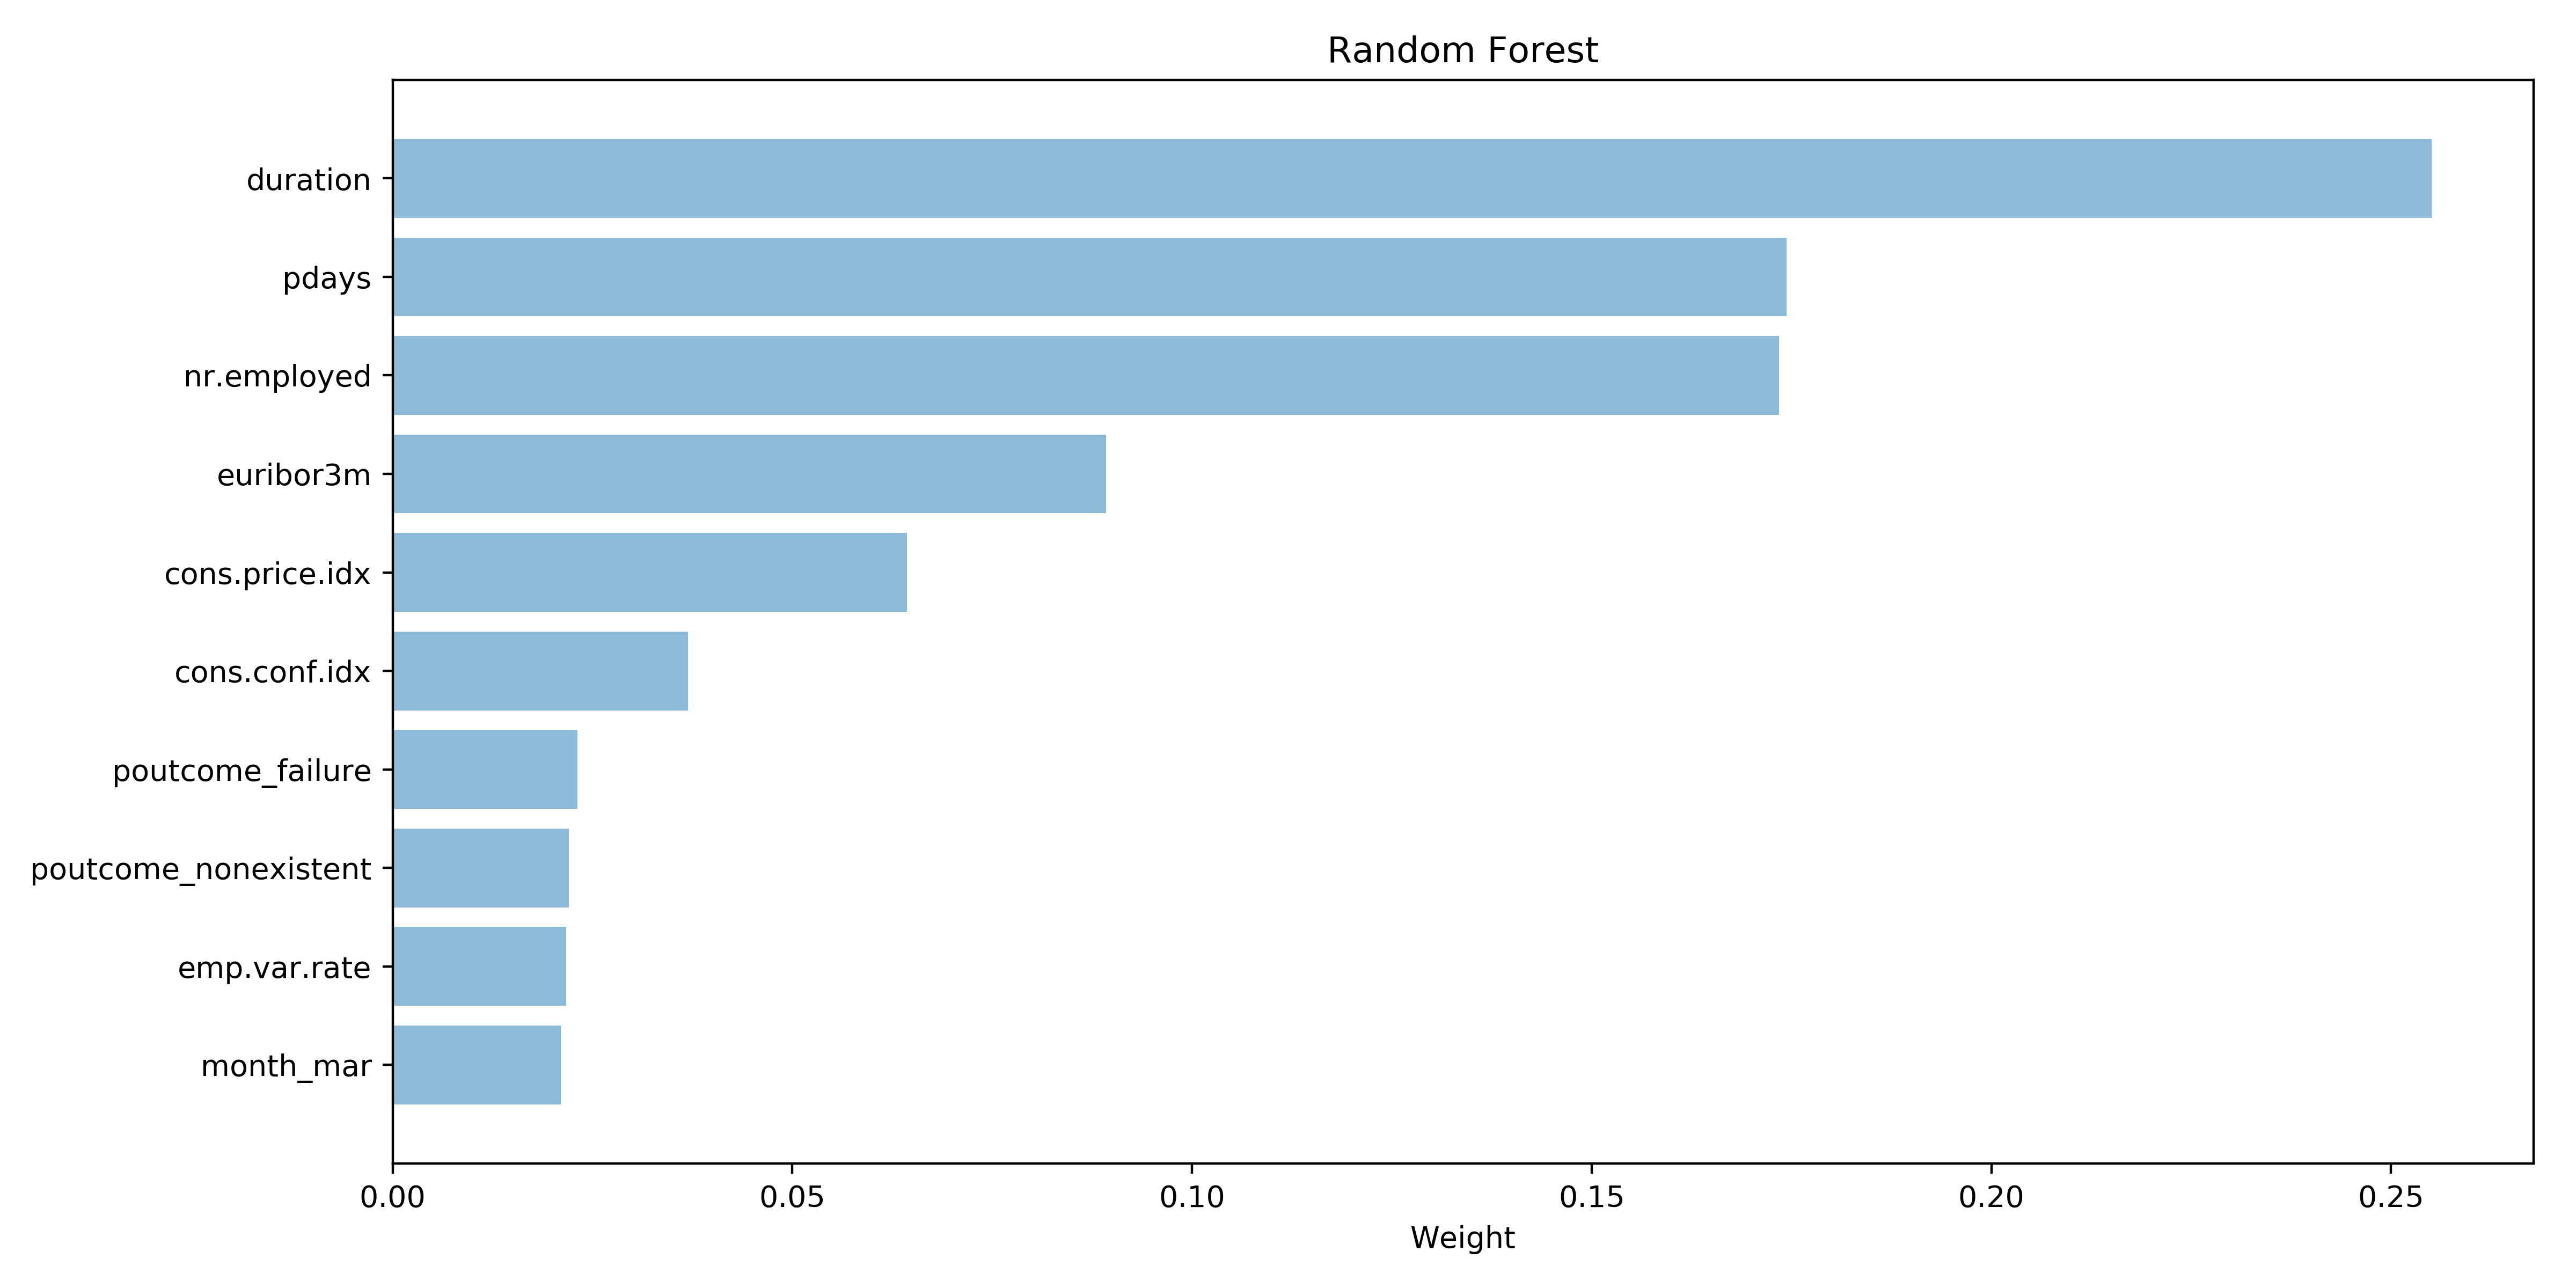 Random Forest
duration
pdays
nr.employed
euribor3m
cons.price.idx
cons.conf.idx
poutcome_failure
poutcome_nonexistent
emp.var.rate
month_mar
0.00 0.05 0.10 0.15 0.20 0.25
Weight